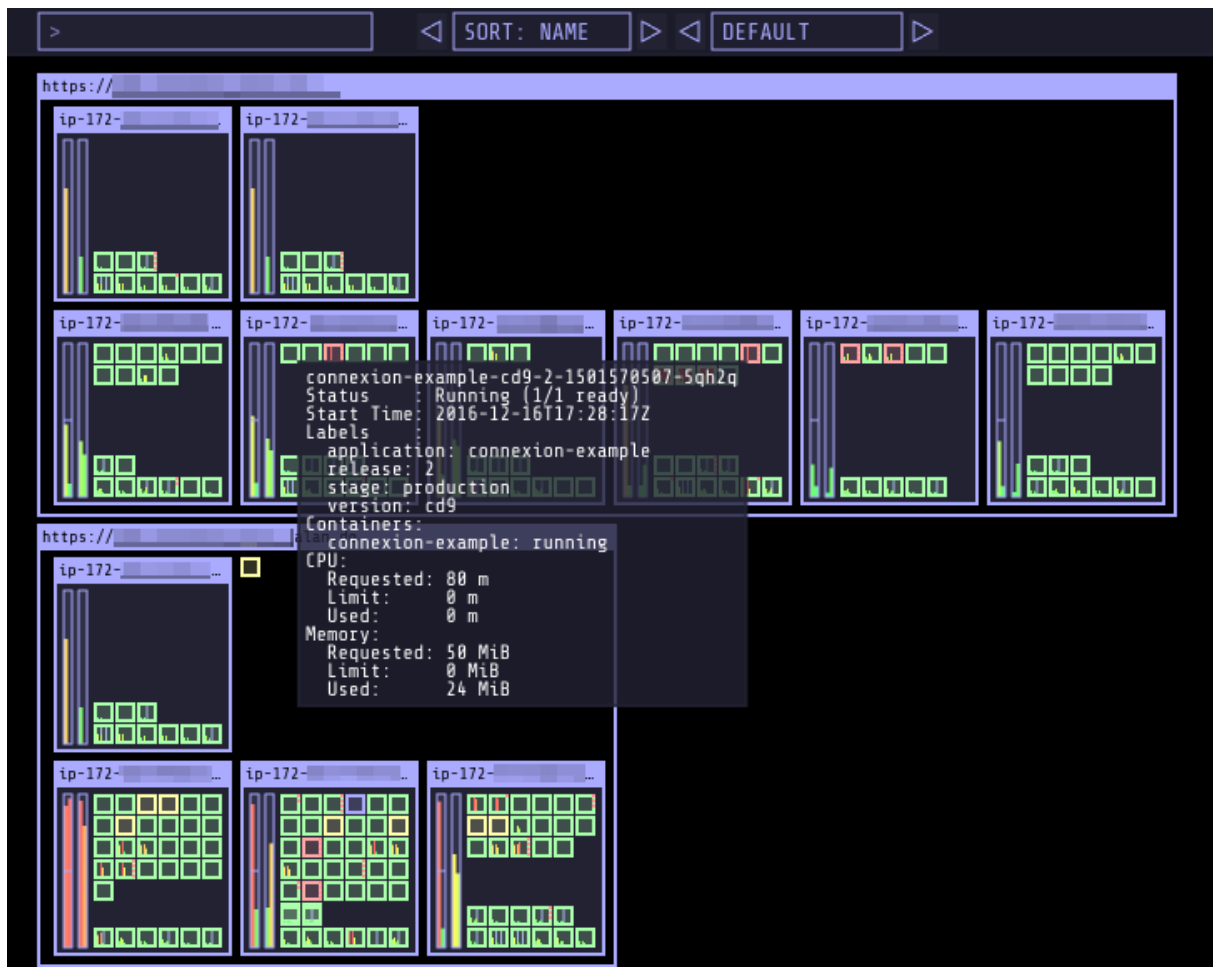 >
SORT: NAME
DEFAULT
https://
ip-172-
ip-172- …
ip-172- …
ip-172- …
ip-172- …
ip-172-
ip-172- …
ip-172-
connexion-example-cd9-2-1501570507-5qh2q
Status : Running (1/1 ready)
Start Time: 2016-12-16T17:28:17Z
Labels :
application: connexion-example
release: 2
stage: production
version: cd9
Containers:
connexion-example: running
CPU:
Requested: 80 m
Limit: 0 m
Used: 0 m
Memory:
Requested: 50 MiB
Limit: 0 MiB
Used: 24 MiB
https://
ip-172- …
ip-172- …
ip-172-
ip-172- …